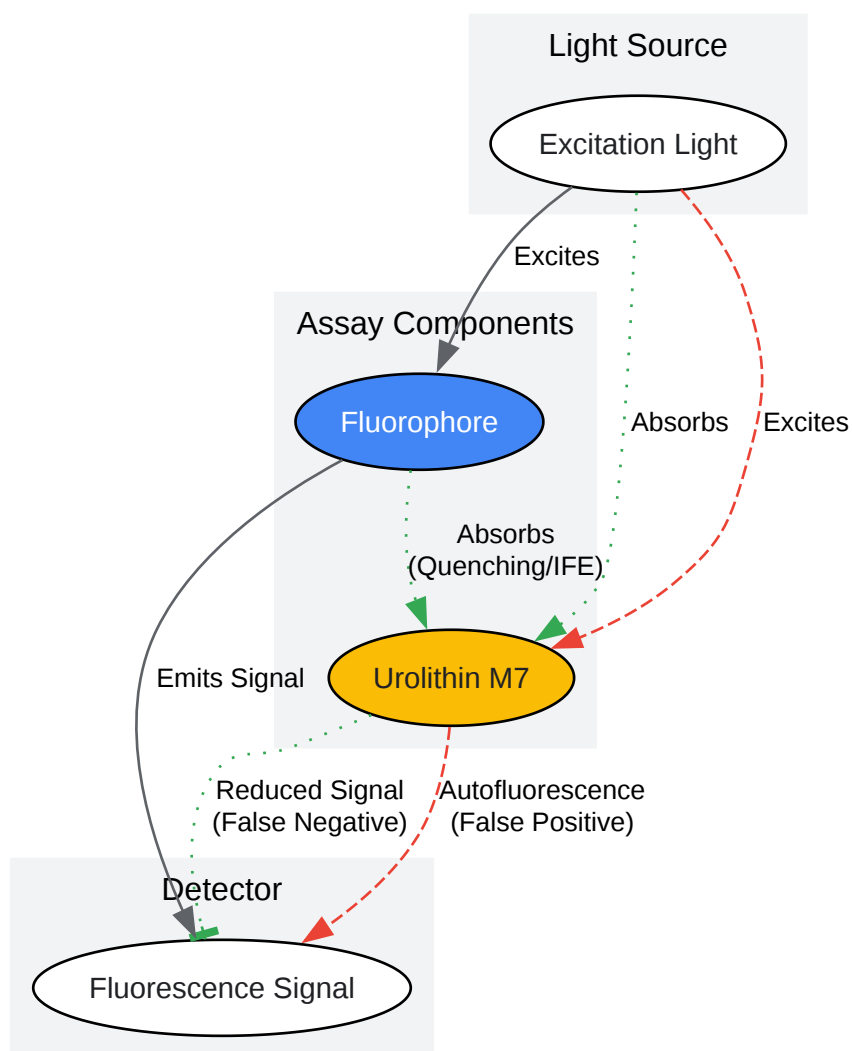 Light Source
Excitation Light
Excites
Assay Components
Fluorophore
Absorbs
Excites
Absorbs
(Quenching/IFE)
Urolithin M7
Emits Signal
Reduced Signal
(False Negative)
Autofluorescence
(False Positive)
Detector
Fluorescence Signal